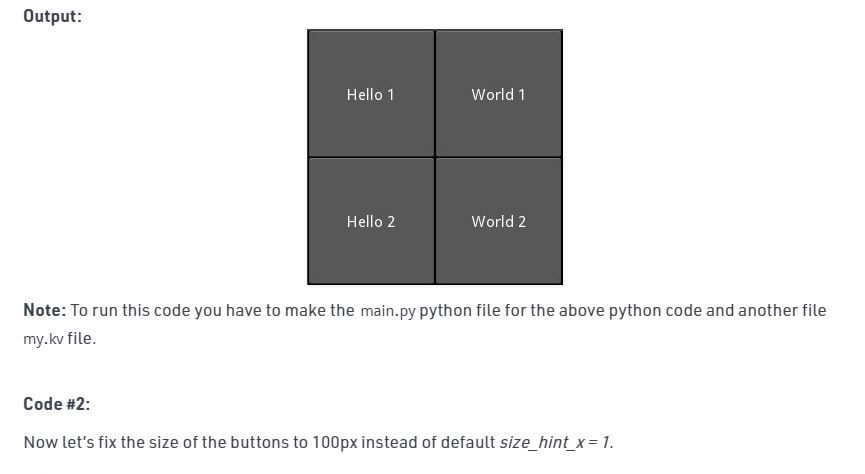 Output:
Hello 1 World 1
Hello 2 World 2
Note: To run this code you have to make the main.py python file for the above python code and another file
my.kv file.
Code #2:
Now let's fix the size of the buttons to 100px instead of default size_hint_x = 1.